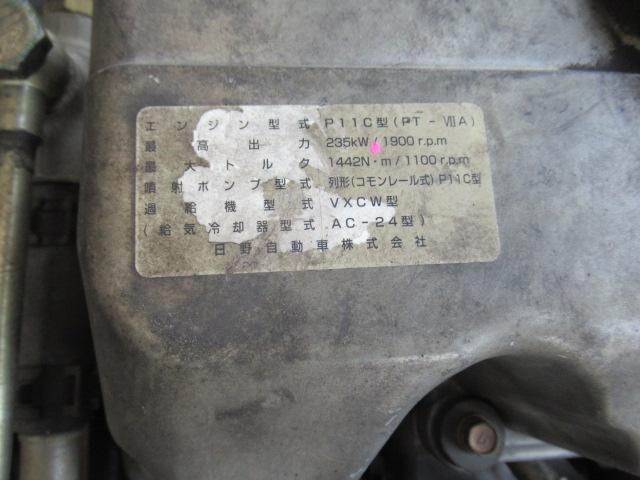 エンジン型式 P11C型(PT-ⅦA)
最高出力 235kW/1900r.p.m
最大トルク 1442N・m/1100r.p.m
噴射ポンプ型式 列形(コモンレール式)P11C型
過給機型式 VXCW型
(給気冷却器型式 AC-24型)
日野自動車株式会社